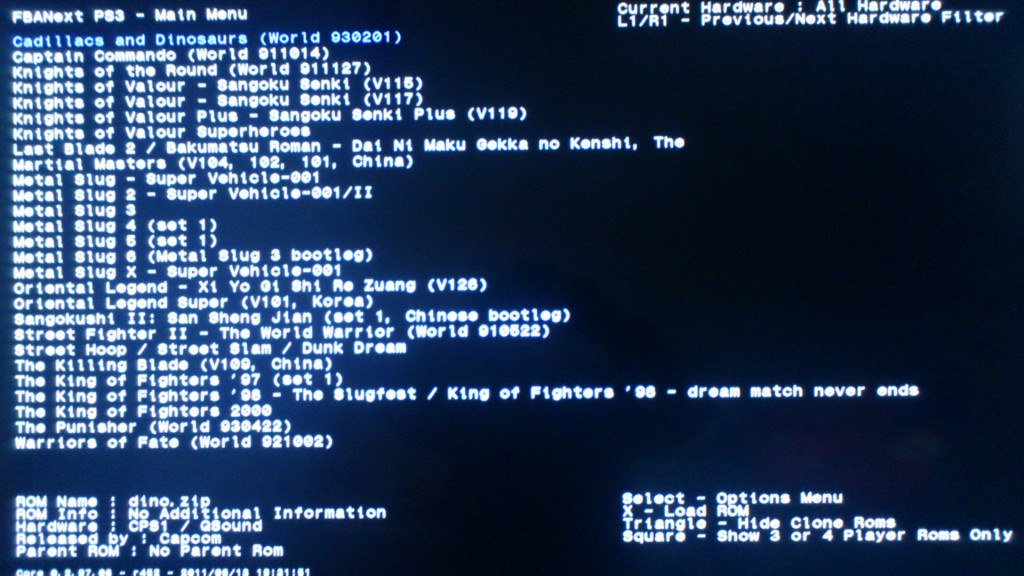 FBANext PS3 - Main Menu
Current Hardware : All Hardware
L1/R1 - Previous/Next Hardware Filter
Cadillacs and Dinosaurs (World 930201)
Captain Commando (World 911014)
Knights of the Round (World 911127)
Knights of Valour - Sangoku Senki (V115)
Knights of Valour - Sangoku Senki (V117)
Knights of Valour Plus - Sangoku Senki Plus (V119)
Knights of Valour Superheroes
Last Blade 2 / Bakumatsu Roman - Dai Ni Maku Gekka no Kenshi, The
Martial Masters (V104, 102, 101, China)
Metal Slug - Super Vehicle-001
Metal Slug 2 - Super Vehicle-001/II
Metal Slug 3
Metal Slug 4 (set 1)
Metal Slug 5 (set 1)
Metal Slug 6 (Metal Slug 3 bootleg)
Metal Slug X - Super Vehicle-001
Oriental Legend - Xi Yo Gi Shi Re Zuang (V126)
Oriental Legend Super (V101, Korea)
Sangokushi II: San Sheng Jian (set 1, Chinese bootleg)
Street Fighter II - The World Warrior (World 910522)
Street Hoop / Street Slam / Dunk Dream
The Killing Blade (V109, China)
The King of Fighters '97 (set 1)
The King of Fighters '98 - The Slugfest / King of Fighters '98 - dream match never ends
The King of Fighters 2000
The Punisher (World 930422)
Warriors of Fate (World 921002)
ROM Name : dino.zip
ROM Info : No Additional Information
Hardware : CPS1 / QSound
Released by : Capcom
Parent ROM : No Parent Rom
Select - Options Menu
X - Load ROM
Triangle - Hide Clone Roms
Square - Show 3 or 4 Player Roms Only